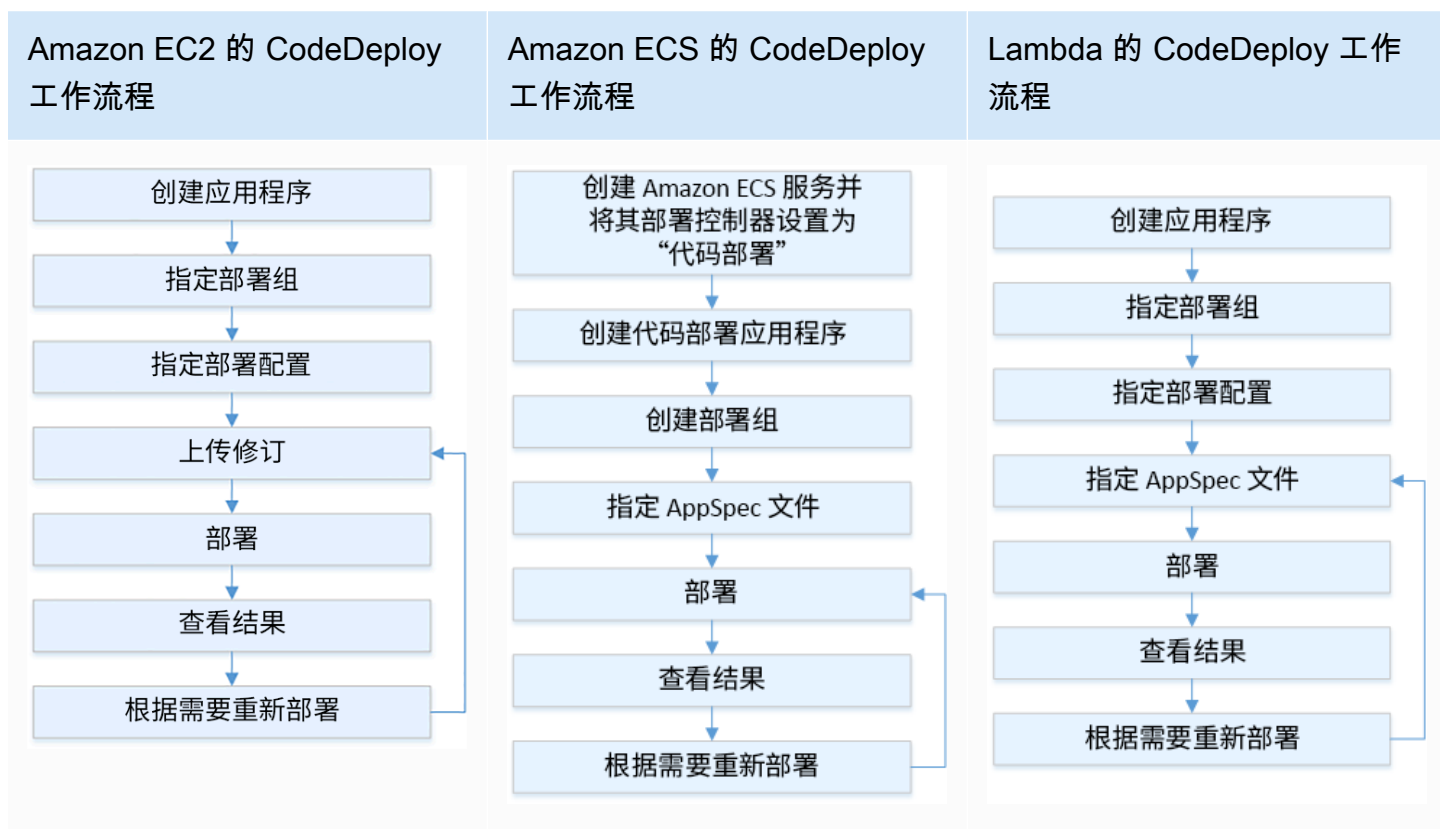 Amazon EC2 的 CodeDeploy
工作流程
Amazon ECS 的 CodeDeploy
工作流程
Lambda 的 CodeDeploy 工作
流程
创建应用程序
指定部署组
指定部署配置
上传修订
部署
查看结果
根据需要重新部署
创建 Amazon ECS 服务并
将其部署控制器设置为
“代码部署”
创建代码部署应用程序
创建部署组
指定 AppSpec 文件
部署
查看结果
根据需要重新部署
创建应用程序
指定部署组
指定部署配置
指定 AppSpec 文件
部署
查看结果
根据需要重新部署